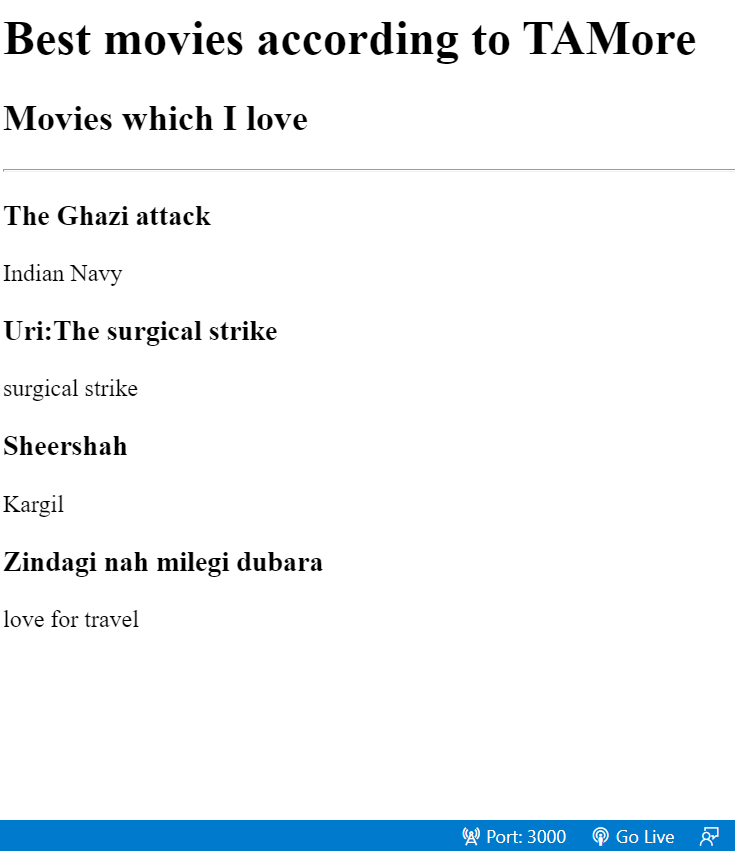 Best movies according to TAMore
Movies which I love
The Ghazi attack
Indian Navy
Uri:The surgical strike
surgical strike
Sheershah
Kargil
Zindagi nah milegi dubara
love for travel
Port: 3000 Go Live